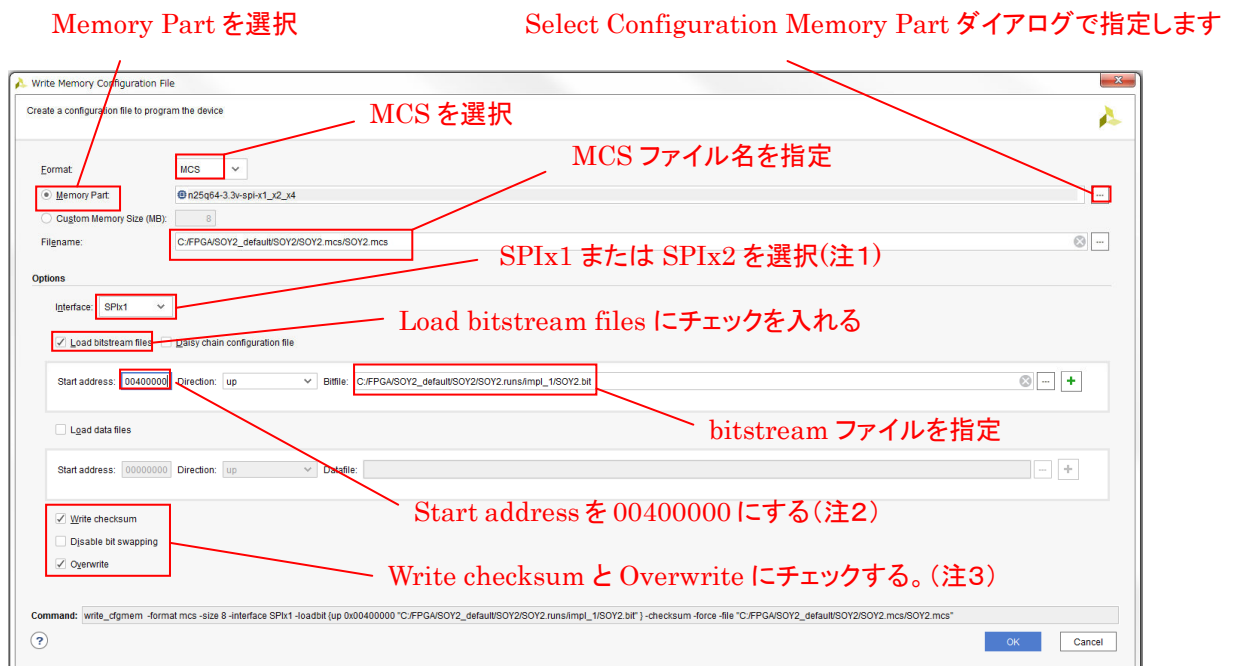 Memory Part を選択
Select Configuration Memory Part ダイアログで指定します
Write Memory Configuration File
Create a configuration file to program the device
MCS を選択
MCS ファイル名を指定
Format: MCS
Memory Part: n25q64-3.3v-spi-x1_x2_x4 ...
Custom Memory Size (MB): 8
Filename: C:/FPGA/SOY2_default/SOY2/SOY2.mcs/SOY2.mcs ...
SPIx1 または SPIx2 を選択(注1)
Options
Interface: SPIx1
Load bitstream files にチェックを入れる
Load bitstream files Daisy chain configuration file
Start address: 00400000 Direction: up Bitfile: C:/FPGA/SOY2_default/SOY2/SOY2.runs/impl_1/SOY2.bit ... +
bitstream ファイルを指定
Load data files
Start address: 00000000 Direction: up Datafile: ... +
Start address を 00400000 にする(注2)
Write checksum
Disable bit swapping
Overwrite
Write checksum と Overwrite にチェックする。(注3)
Command: write_cfgmem -format mcs -size 8 -interface SPIx1 -loadbit {up 0x00400000 "C:/FPGA/SOY2_default/SOY2/SOY2.runs/impl_1/SOY2.bit" } -checksum -force -file "C:/FPGA/SOY2_default/SOY2/SOY2.mcs/SOY2.mcs"
? OK Cancel